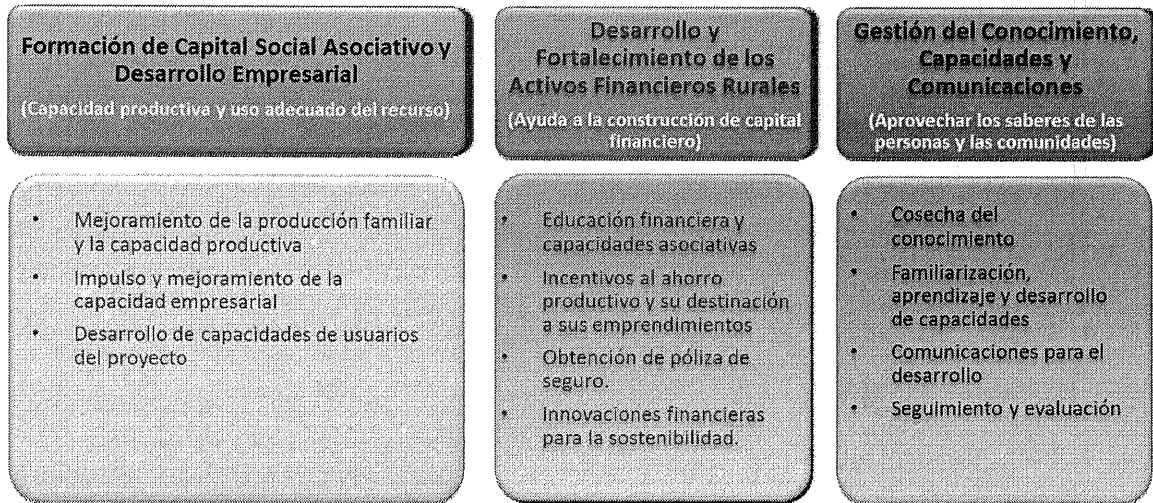 Formación de Capital Social Asociativo y
Desarrollo Empresarial
(Capacidad productiva y uso adecuado del recurso)
• Mejoramiento de la producción familiar
y la capacidad productiva
• Impulso y mejoramiento de la
capacidad empresarial
• Desarrollo de capacidades de usuarios
del proyecto
Desarrollo y
Fortalecimiento de los
Activos Financieros Rurales
(Ayuda a la construcción de capital
financiero)
• Educación financiera y
capacidades asociativas
• Incentivos al ahorro
productivo y su destinación
a sus emprendimientos
• Obtención de póliza de
seguro.
• Innovaciones financieras
para la sostenibilidad.
Gestión del Conocimiento,
Capacidades y
Comunicaciones
(Aprovechar los saberes de las
personas y las comunidades)
• Cosecha del
conocimiento
• Familiarización,
aprendizaje y desarrollo
de capacidades
• Comunicaciones para el
desarrollo
• Seguimiento y evaluación